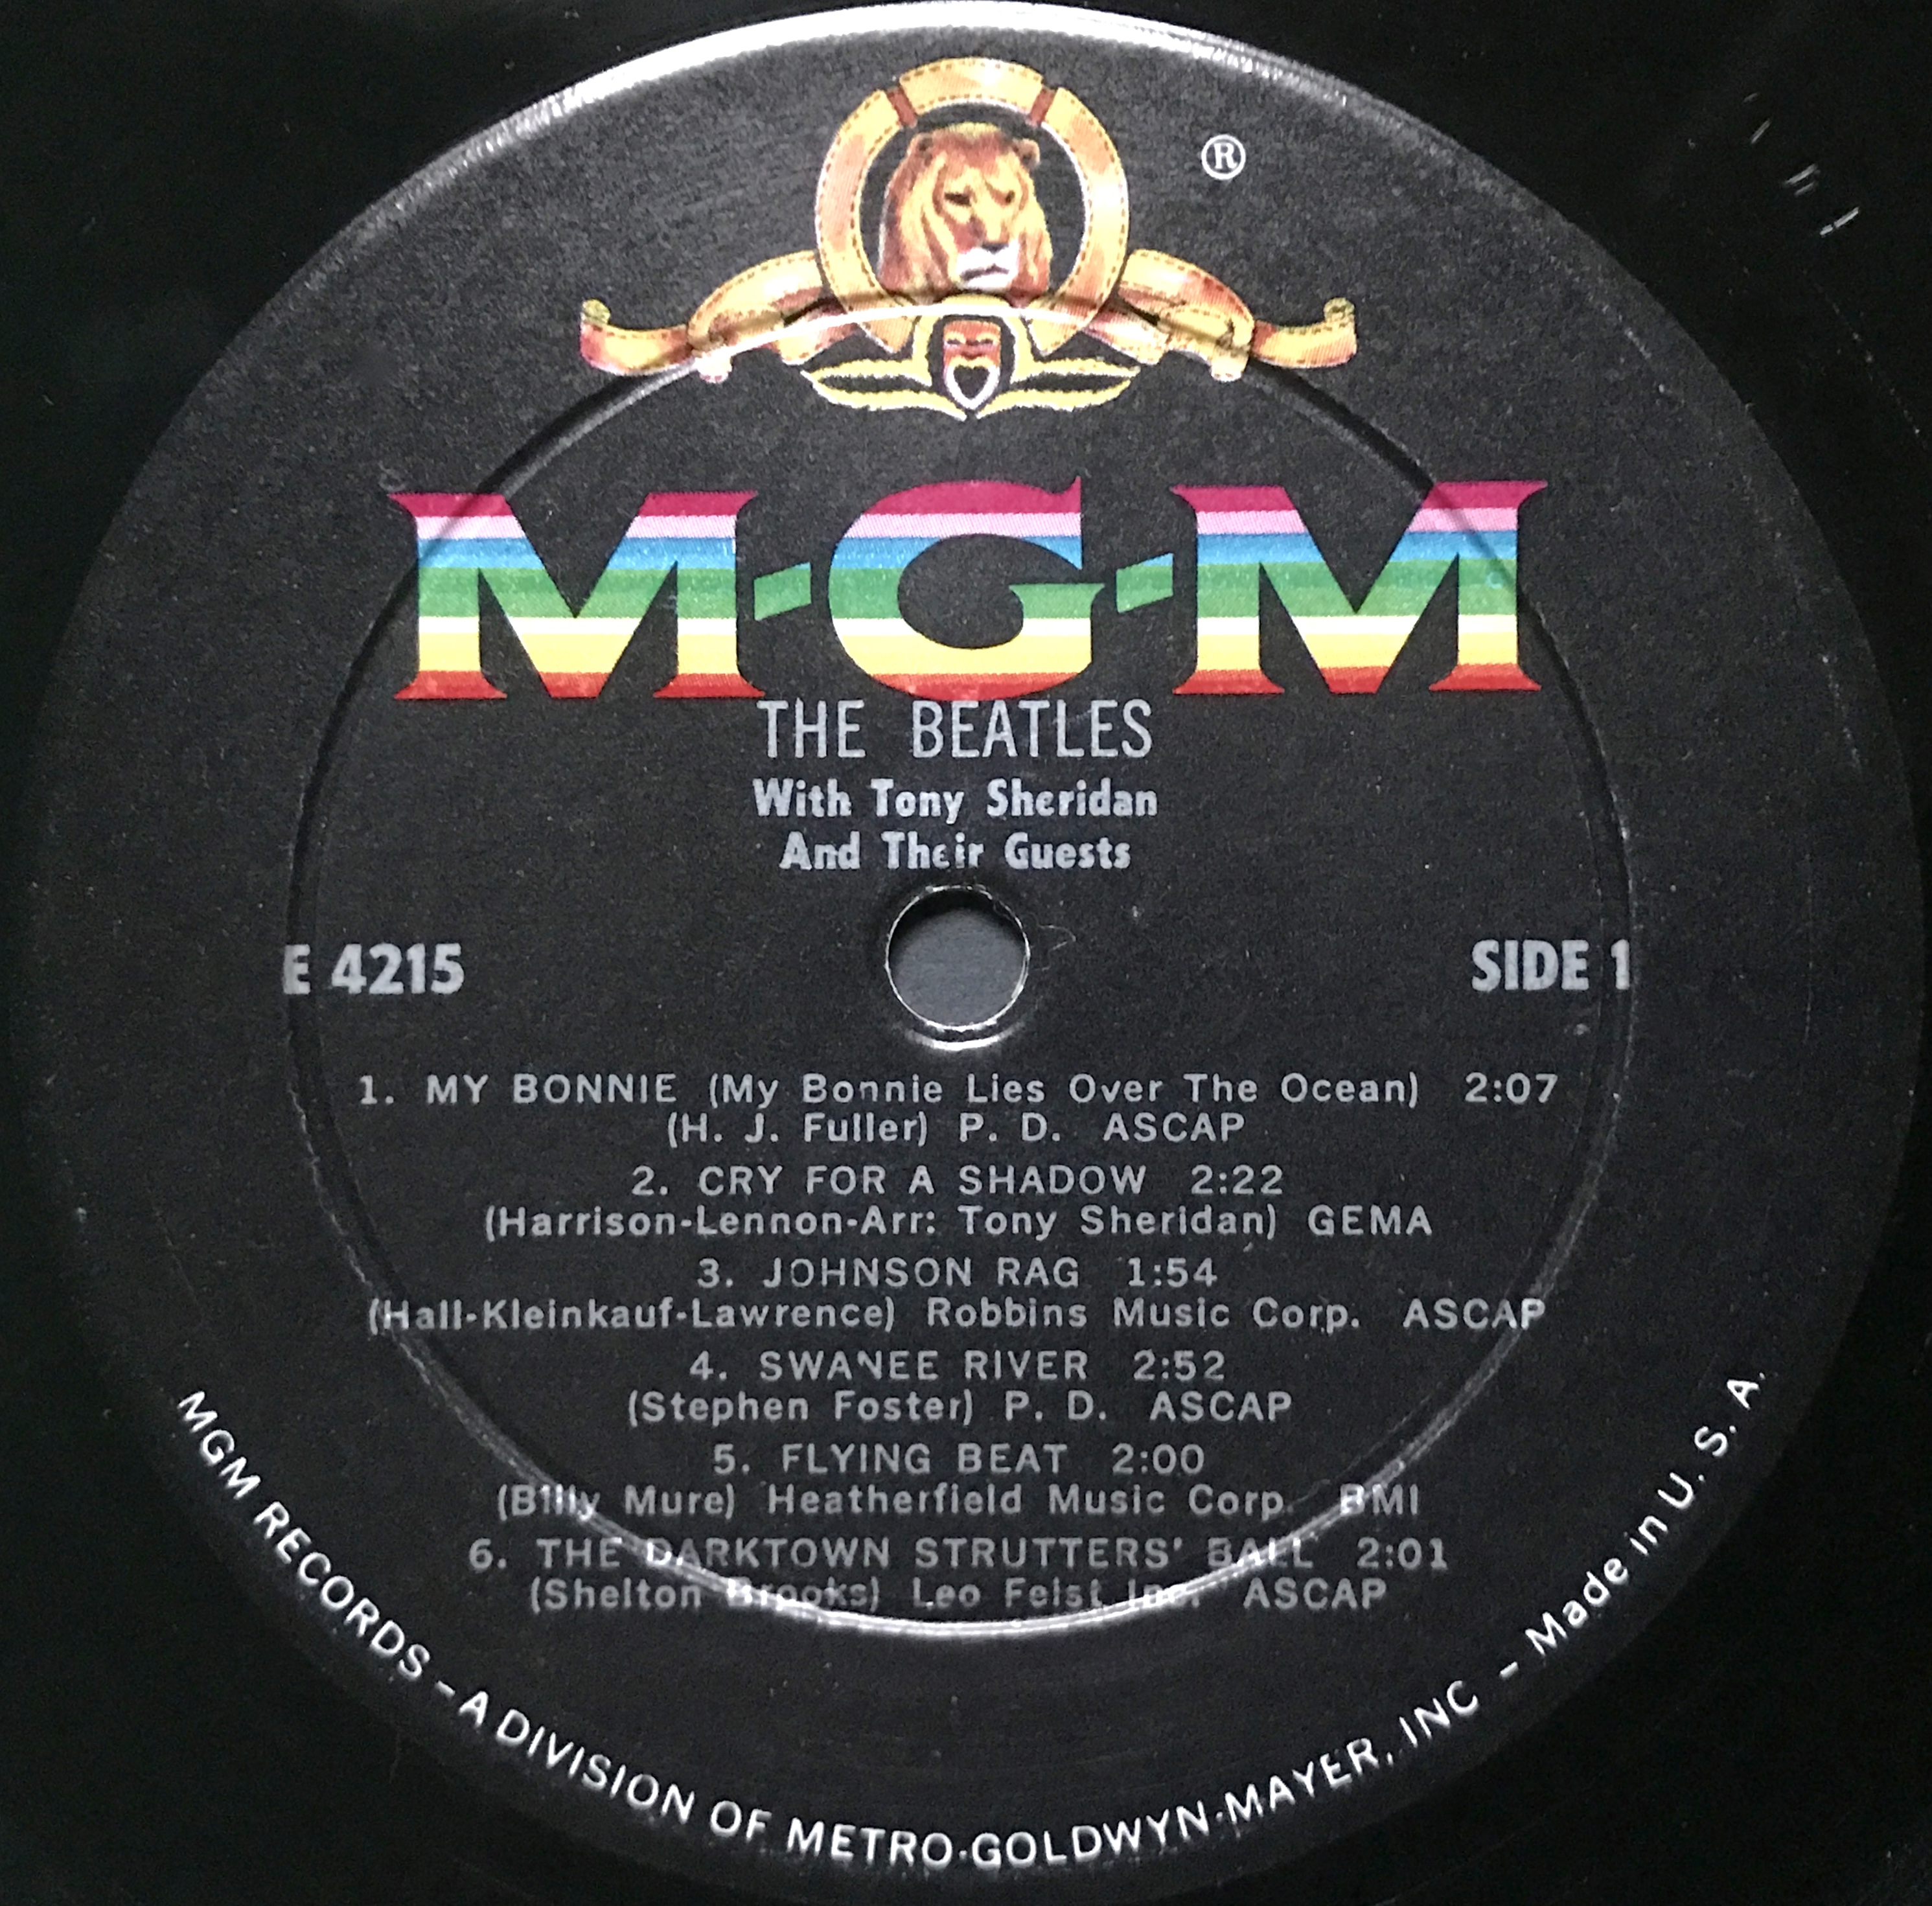 ®
M-G-M
THE BEATLES
With Tony Sheridan
And Their Guests
E 4215
SIDE 1
1. MY BONNIE (My Bonnie Lies Over The Ocean) 2:07
(H. J. Fuller) P. D. ASCAP
2. CRY FOR A SHADOW 2:22
(Harrison-Lennon-Arr: Tony Sheridan) GEMA
3. JOHNSON RAG 1:54
(Hall-Kleinkauf-Lawrence) Robbins Music Corp. ASCAP
4. SWANEE RIVER 2:52
(Stephen Foster) P. D. ASCAP
5. FLYING BEAT 2:00
(Billy Mure) Heatherfield Music Corp. BMI
6. THE DARKTOWN STRUTTERS' BALL 2:01
(Shelton Brooks) Leo Feist Inc. ASCAP
MGM RECORDS – A DIVISION OF METRO-GOLDWYN-MAYER, INC – Made in U. S. A.